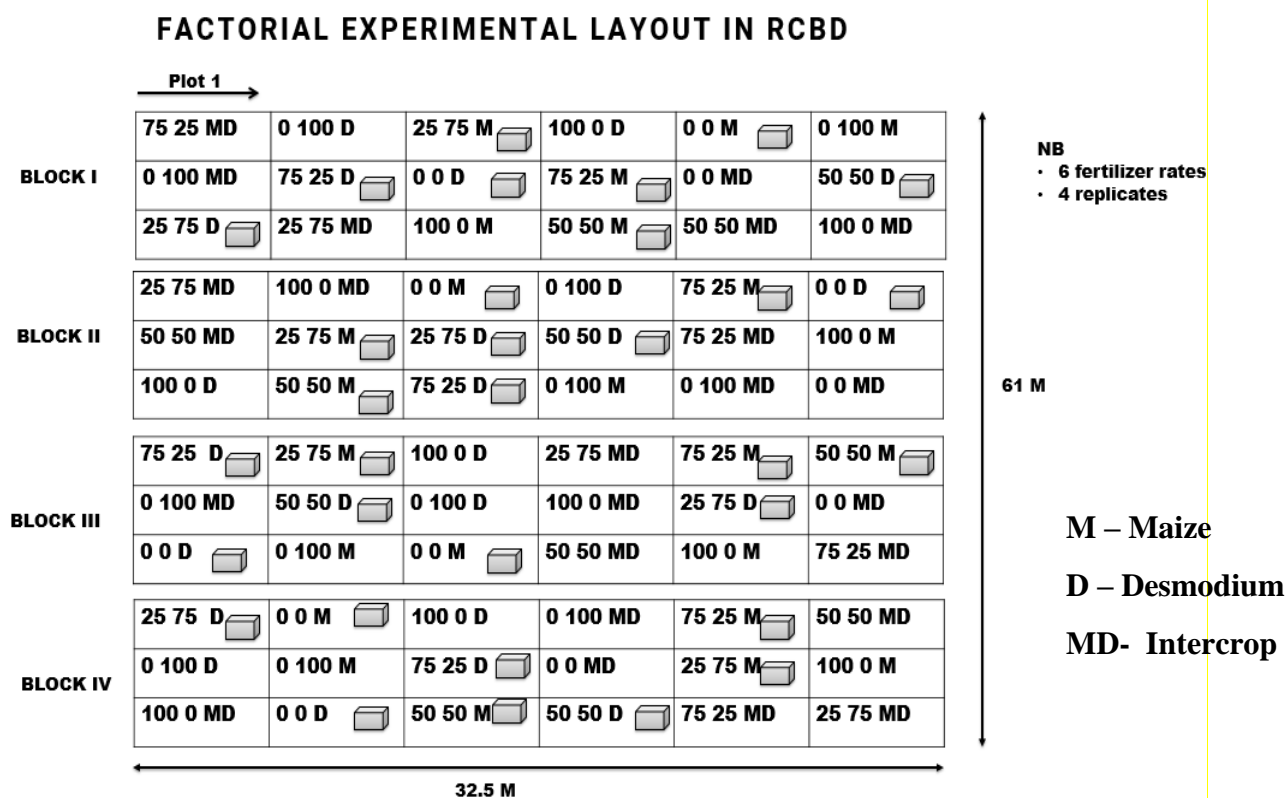 FACTORIAL EXPERIMENTAL LAYOUT IN RCBD
Plot 1
75 25 MD 0 100 D 25 75 M 100 0 D 0 0 M 0 100 M
BLOCK I 0 100 MD 75 25 D 0 0 D 75 25 M 0 0 MD 50 50 D
25 75 D 25 75 MD 100 0 M 50 50 M 50 50 MD 100 0 MD
NB
· 6 fertilizer rates
· 4 replicates
25 75 MD 100 0 MD 0 0 M 0 100 D 75 25 M 0 0 D
BLOCK II 50 50 MD 25 75 M 25 75 D 50 50 D 75 25 MD 100 0 M
100 0 D 50 50 M 75 25 D 0 100 M 0 100 MD 0 0 MD
61 M
75 25 D 25 75 M 100 0 D 25 75 MD 75 25 M 50 50 M
BLOCK III 0 100 MD 50 50 D 0 100 D 100 0 MD 25 75 D 0 0 MD
0 0 D 0 100 M 0 0 M 50 50 MD 100 0 M 75 25 MD
M – Maize
D – Desmodium
MD- Intercrop
25 75 D 0 0 M 100 0 D 0 100 MD 75 25 M 50 50 MD
BLOCK IV 0 100 D 0 100 M 75 25 D 0 0 MD 25 75 M 100 0 M
100 0 MD 0 0 D 50 50 M 50 50 D 75 25 MD 25 75 MD
32.5 M